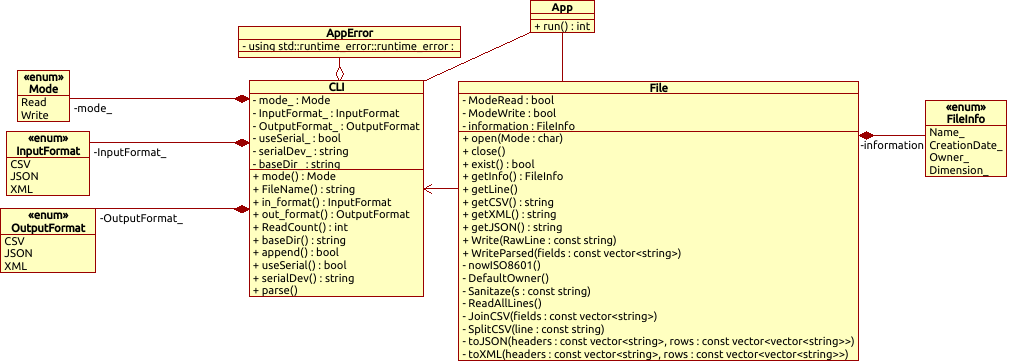 App
+ run() : int
AppError
- using std::runtime_error::runtime_error :
«enum»
Mode
Read
Write
-mode_
«enum»
InputFormat
CSV
JSON
XML
-InputFormat_
«enum»
OutputFormat
CSV
JSON
XML
-OutputFormat_
CLI
- mode_ : Mode
- InputFormat_ : InputFormat
- OutputFormat_ : OutputFormat
- useSerial_ : bool
- serialDev_ : string
- baseDir_ : string
+ mode() : Mode
+ FileName() : string
+ in_format() : InputFormat
+ out_format() : OutputFormat
+ ReadCount() : int
+ baseDir() : string
+ append() : bool
+ useSerial() : bool
+ serialDev() : string
+ parse()
File
- ModeRead : bool
- ModeWrite : bool
- information : FileInfo
+ open(Mode : char)
+ close()
+ exist() : bool
+ getInfo() : FileInfo
+ getLine()
+ getCSV() : string
+ getXML() : string
+ getJSON() : string
+ Write(RawLine : const string)
+ WriteParsed(fields : const vector<string>)
- nowISO8601()
- DefaultOwner()
- Sanitaze(s : const string)
- ReadAllLines()
- JoinCSV(fields : const vector<string>)
- SplitCSV(line : const string)
- toJSON(headers : const vector<string>, rows : const vector<vector<string>>)
- toXML(headers : const vector<string>, rows : const vector<vector<string>>)
-information
«enum»
FileInfo
Name_
CreationDate_
Owner_
Dimension_